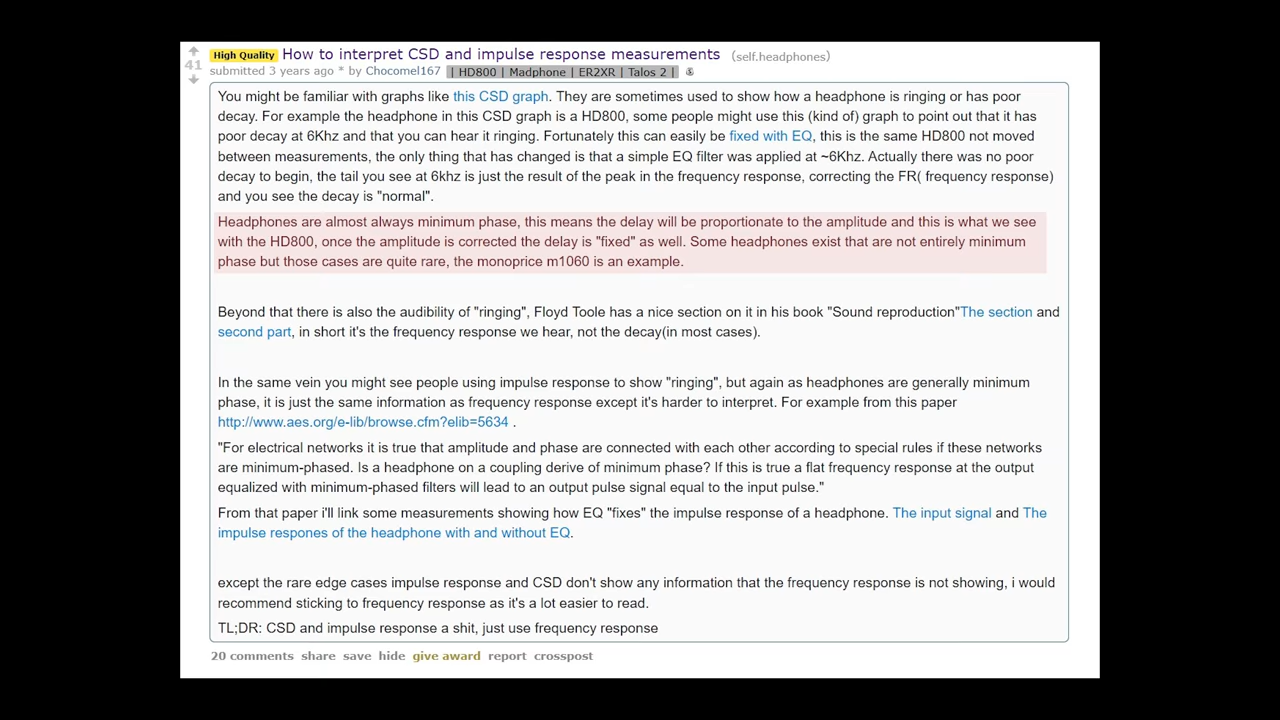 High Quality How to interpret CSD and impulse response measurements (self.headphones)
41
submitted 3 years ago * by Chocomel167 | HD800 | Madphone | ER2XR | Talos 2 |
You might be familiar with graphs like this CSD graph. They are sometimes used to show how a headphone is ringing or has poor
decay. For example the headphone in this CSD graph is a HD800, some people might use this (kind of) graph to point out that it has
poor decay at 6Khz and that you can hear it ringing. Fortunately this can easily be fixed with EQ, this is the same HD800 not moved
between measurements, the only thing that has changed is that a simple EQ filter was applied at ~6Khz. Actually there was no poor
decay to begin, the tail you see at 6khz is just the result of the peak in the frequency response, correcting the FR( frequency response)
and you see the decay is "normal".
Headphones are almost always minimum phase, this means the delay will be proportionate to the amplitude and this is what we see
with the HD800, once the amplitude is corrected the delay is "fixed" as well. Some headphones exist that are not entirely minimum
phase but those cases are quite rare, the monoprice m1060 is an example.
Beyond that there is also the audibility of "ringing", Floyd Toole has a nice section on it in his book "Sound reproduction"The section and
second part, in short it's the frequency response we hear, not the decay(in most cases).
In the same vein you might see people using impulse response to show "ringing", but again as headphones are generally minimum
phase, it is just the same information as frequency response except it's harder to interpret. For example from this paper
http://www.aes.org/e-lib/browse.cfm?elib=5634 .
"For electrical networks it is true that amplitude and phase are connected with each other according to special rules if these networks
are minimum-phased. Is a headphone on a coupling derive of minimum phase? If this is true a flat frequency response at the output
equalized with minimum-phased filters will lead to an output pulse signal equal to the input pulse."
From that paper i'll link some measurements showing how EQ "fixes" the impulse response of a headphone. The input signal and The
impulse respones of the headphone with and without EQ.
except the rare edge cases impulse response and CSD don't show any information that the frequency response is not showing, i would
recommend sticking to frequency response as it's a lot easier to read.
TL;DR: CSD and impulse response a shit, just use frequency response
20 comments share save hide give award report crosspost